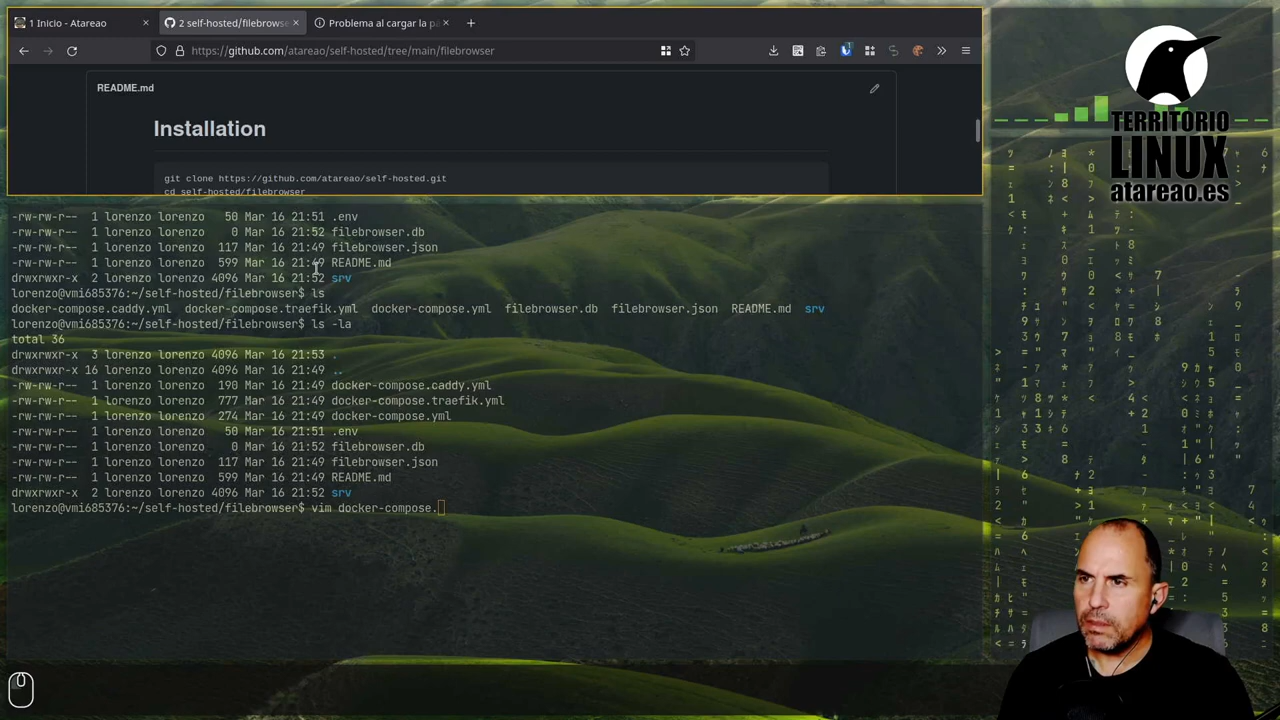 1 Inicio - Atareao
2 self-hosted/filebrowse
Problema al cargar la pá
https://github.com/atareao/self-hosted/tree/main/filebrowser
README.md
Installation
git clone https://github.com/atareao/self-hosted.git
cd self-hosted/filebrowser
-rw-rw-r-- 1 lorenzo lorenzo 50 Mar 16 21:51 .env
-rw-rw-r-- 1 lorenzo lorenzo 0 Mar 16 21:52 filebrowser.db
-rw-rw-r-- 1 lorenzo lorenzo 117 Mar 16 21:49 filebrowser.json
-rw-rw-r-- 1 lorenzo lorenzo 599 Mar 16 21:49 README.md
drwxrwxr-x 2 lorenzo lorenzo 4096 Mar 16 21:52 srv
lorenzo@vmi685376:~/self-hosted/filebrowser$ ls
docker-compose.caddy.yml docker-compose.traefik.yml docker-compose.yml filebrowser.db filebrowser.json README.md srv
lorenzo@vmi685376:~/self-hosted/filebrowser$ ls -la
total 36
drwxrwxr-x 3 lorenzo lorenzo 4096 Mar 16 21:53 .
drwxrwxr-x 16 lorenzo lorenzo 4096 Mar 16 21:49 ..
-rw-rw-r-- 1 lorenzo lorenzo 190 Mar 16 21:49 docker-compose.caddy.yml
-rw-rw-r-- 1 lorenzo lorenzo 777 Mar 16 21:49 docker-compose.traefik.yml
-rw-rw-r-- 1 lorenzo lorenzo 274 Mar 16 21:49 docker-compose.yml
-rw-rw-r-- 1 lorenzo lorenzo 50 Mar 16 21:51 .env
-rw-rw-r-- 1 lorenzo lorenzo 0 Mar 16 21:52 filebrowser.db
-rw-rw-r-- 1 lorenzo lorenzo 117 Mar 16 21:49 filebrowser.json
-rw-rw-r-- 1 lorenzo lorenzo 599 Mar 16 21:49 README.md
drwxrwxr-x 2 lorenzo lorenzo 4096 Mar 16 21:52 srv
lorenzo@vmi685376:~/self-hosted/filebrowser$ vim docker-compose.
TERRITORIO
LINUX
atareao.es